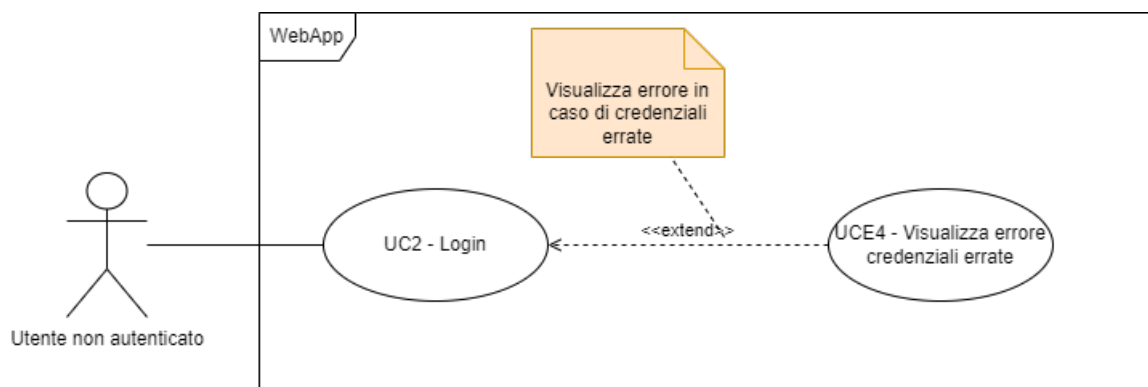 WebApp
Visualizza errore in
caso di credenziali
errate
UC2 - Login
<<extend>>
UCE4 - Visualizza errore
credenziali errate
Utente non autenticato